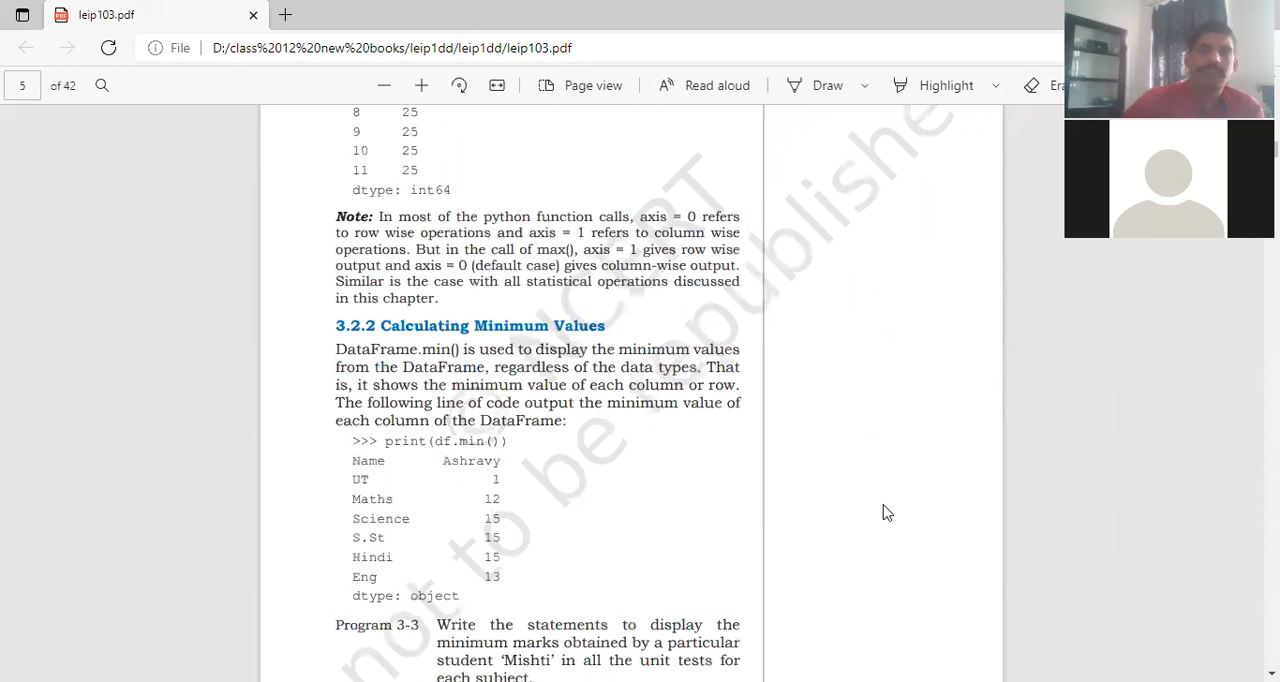 leip103.pdf
File D:/class%2012%20new%20books/leip1dd/leip1dd/leip103.pdf
5 of 42 Page view Read aloud Draw Highlight Era
8 25
9 25
10 25
11 25
dtype: int64
Note: In most of the python function calls, axis = 0 refers
to row wise operations and axis = 1 refers to column wise
operations. But in the call of max(), axis = 1 gives row wise
output and axis = 0 (default case) gives column-wise output.
Similar is the case with all statistical operations discussed
in this chapter.
3.2.2 Calculating Minimum Values
DataFrame.min() is used to display the minimum values
from the DataFrame, regardless of the data types. That
is, it shows the minimum value of each column or row.
The following line of code output the minimum value of
each column of the DataFrame:
>>> print(df.min())
Name Ashravy
UT 1
Maths 12
Science 15
S.St 15
Hindi 15
Eng 13
dtype: object
Program 3-3 Write the statements to display the
minimum marks obtained by a particular
student ‘Mishti’ in all the unit tests for
each subject.
© NCERT
not to be republishe